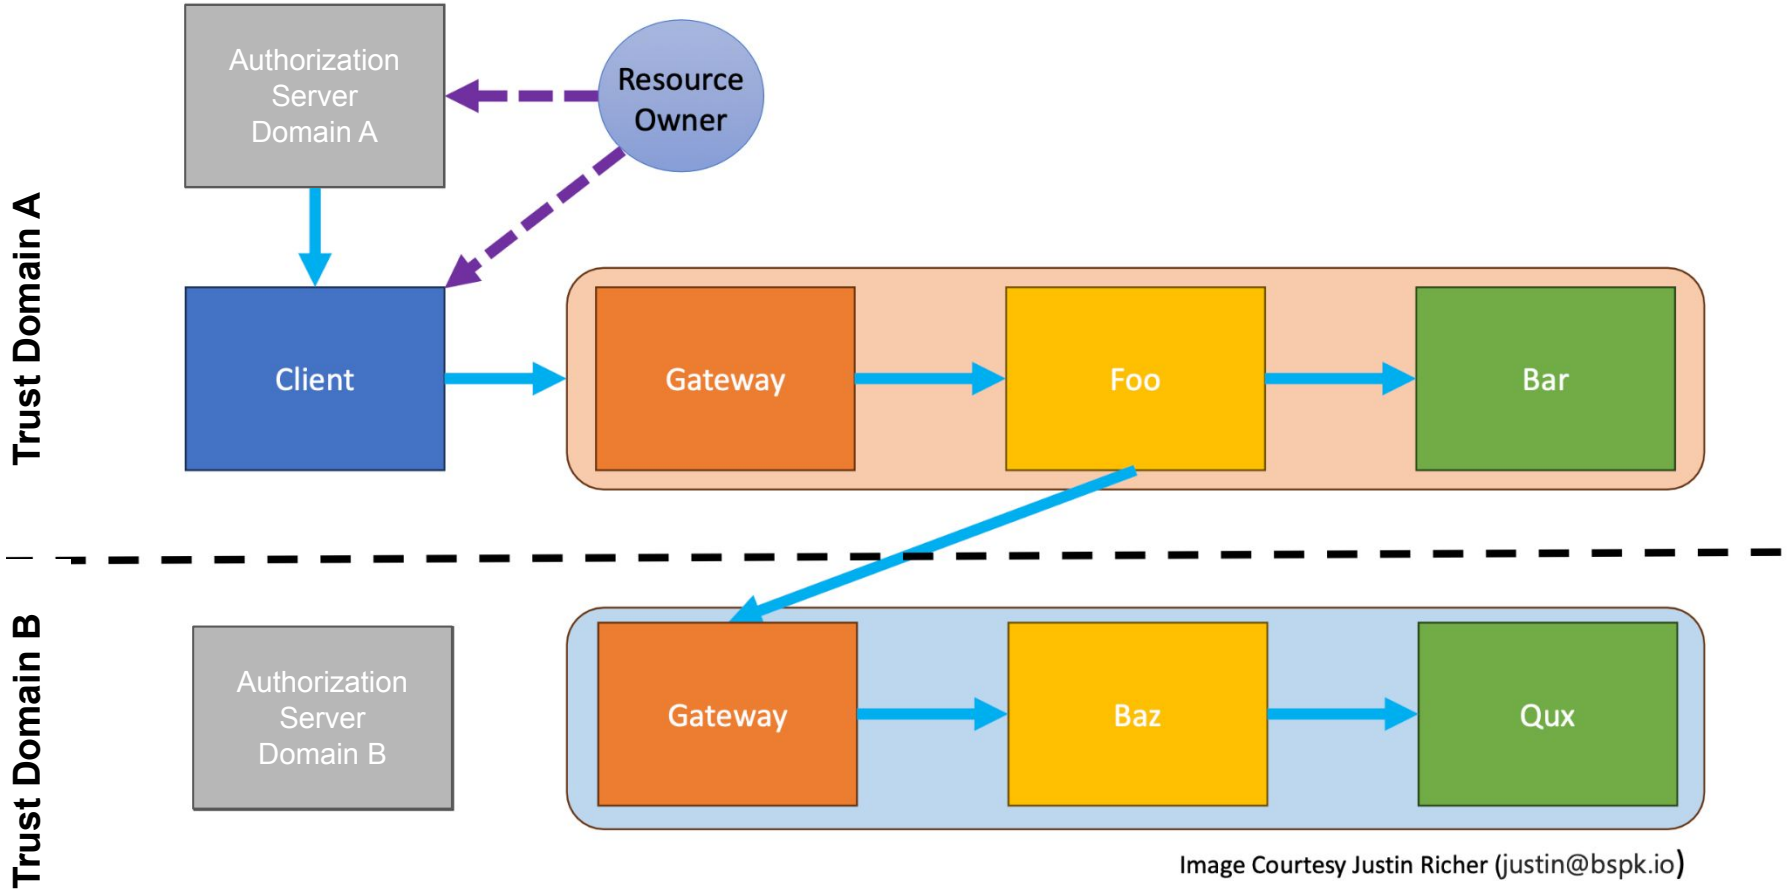 Trust Domain A
Authorization
Server
Domain A
Resource
Owner
Client
Gateway
Foo
Bar
Trust Domain B
Authorization
Server
Domain B
Gateway
Baz
Qux
Image Courtesy Justin Richer (justin@bspk.io)